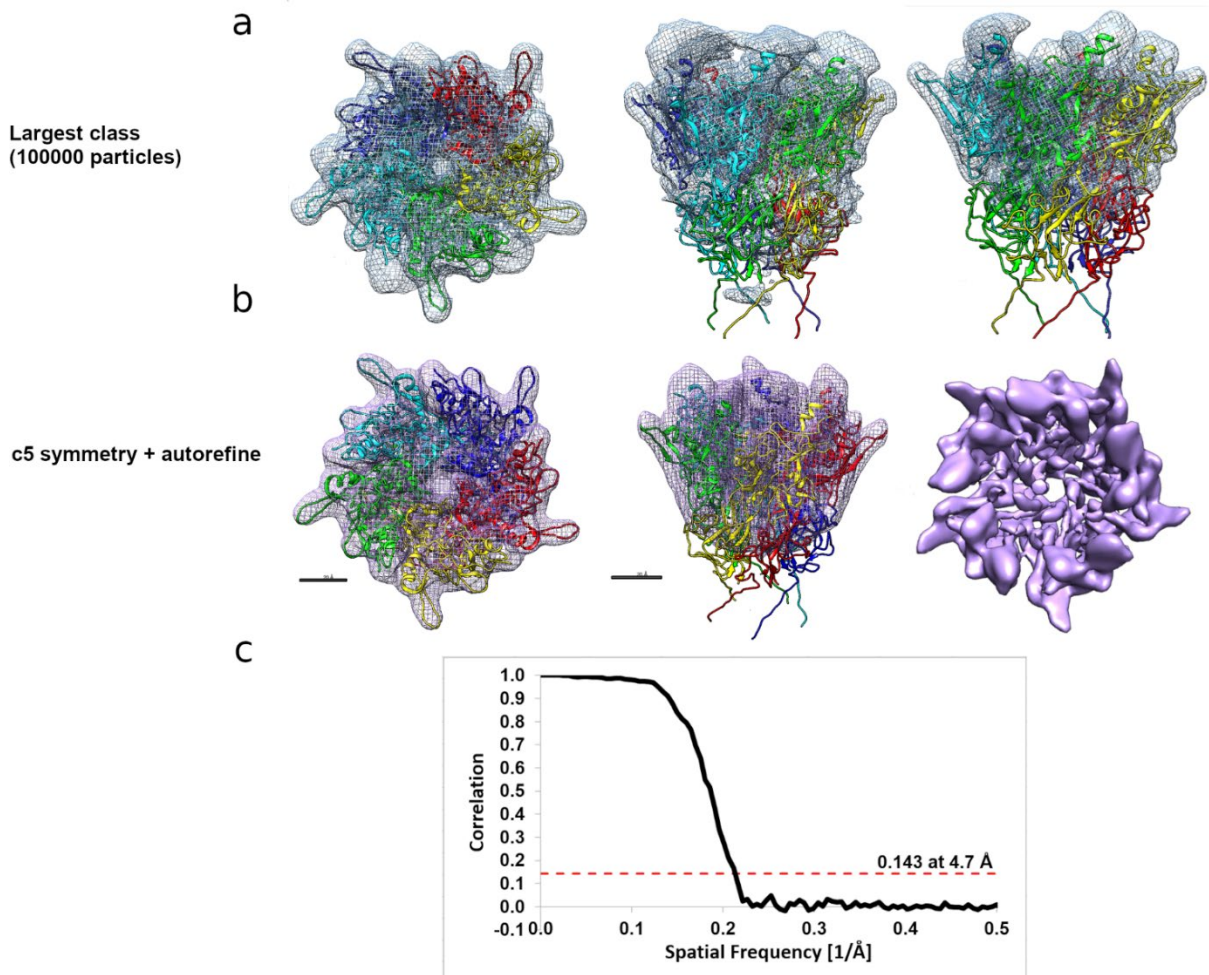 a
Largest class
(100000 particles)
b
c5 symmetry + autorefine
c
1.0
0.9
0.8
0.7
0.6
0.5
0.4
0.3
0.2
0.1
0.0
-0.1
Correlation
0.143 at 4.7 Å
0.0 0.1 0.2 0.3 0.4 0.5
Spatial Frequency [1/Å]